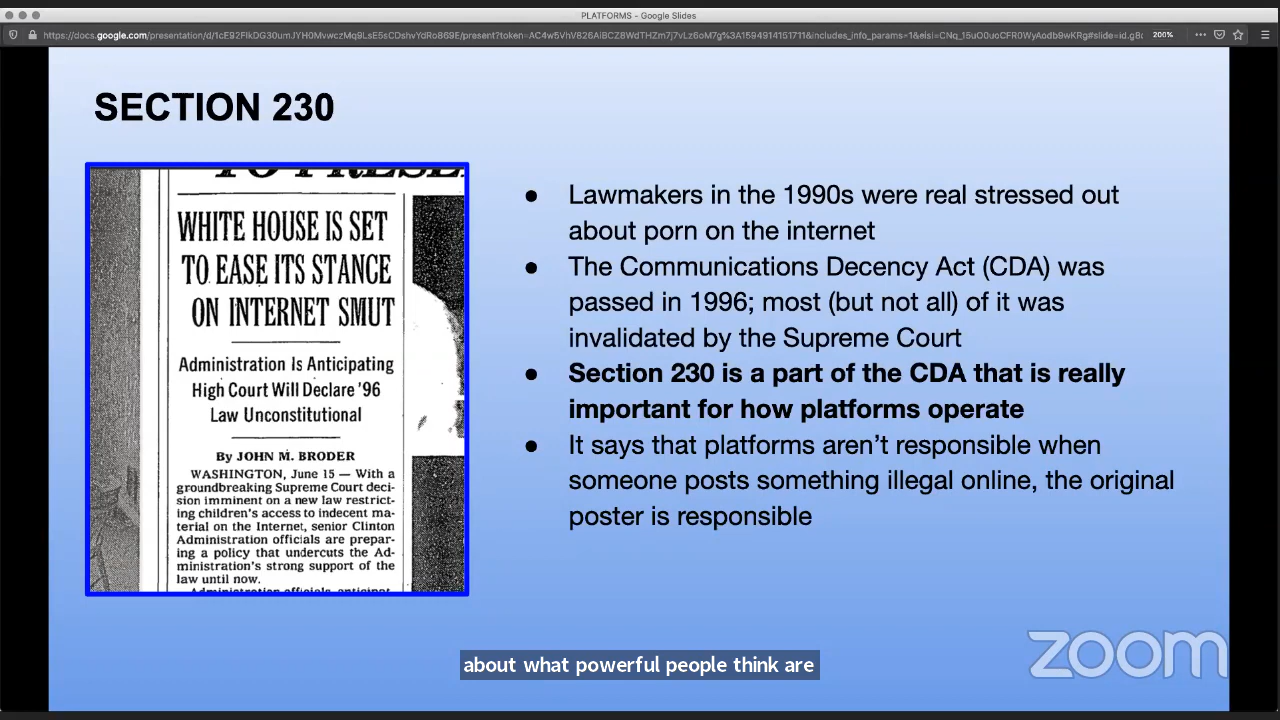 PLATFORMS - Google Slides
200%
SECTION 230
WHITE HOUSE IS SET
TO EASE ITS STANCE
ON INTERNET SMUT
Administration Is Anticipating
High Court Will Declare '96
Law Unconstitutional
By JOHN M. BRODER
WASHINGTON, June 15 — With a
groundbreaking Supreme Court deci-
sion imminent on a new law restrict-
ing children's access to indecent ma-
terial on the Internet, senior Clinton
Administration officials are prepar-
ing a policy that undercuts the Ad-
ministration's strong support of the
law until now.
● Lawmakers in the 1990s were real stressed out
about porn on the internet
● The Communications Decency Act (CDA) was
passed in 1996; most (but not all) of it was
invalidated by the Supreme Court
● Section 230 is a part of the CDA that is really
important for how platforms operate
● It says that platforms aren't responsible when
someone posts something illegal online, the original
poster is responsible
about what powerful people think are
zoom